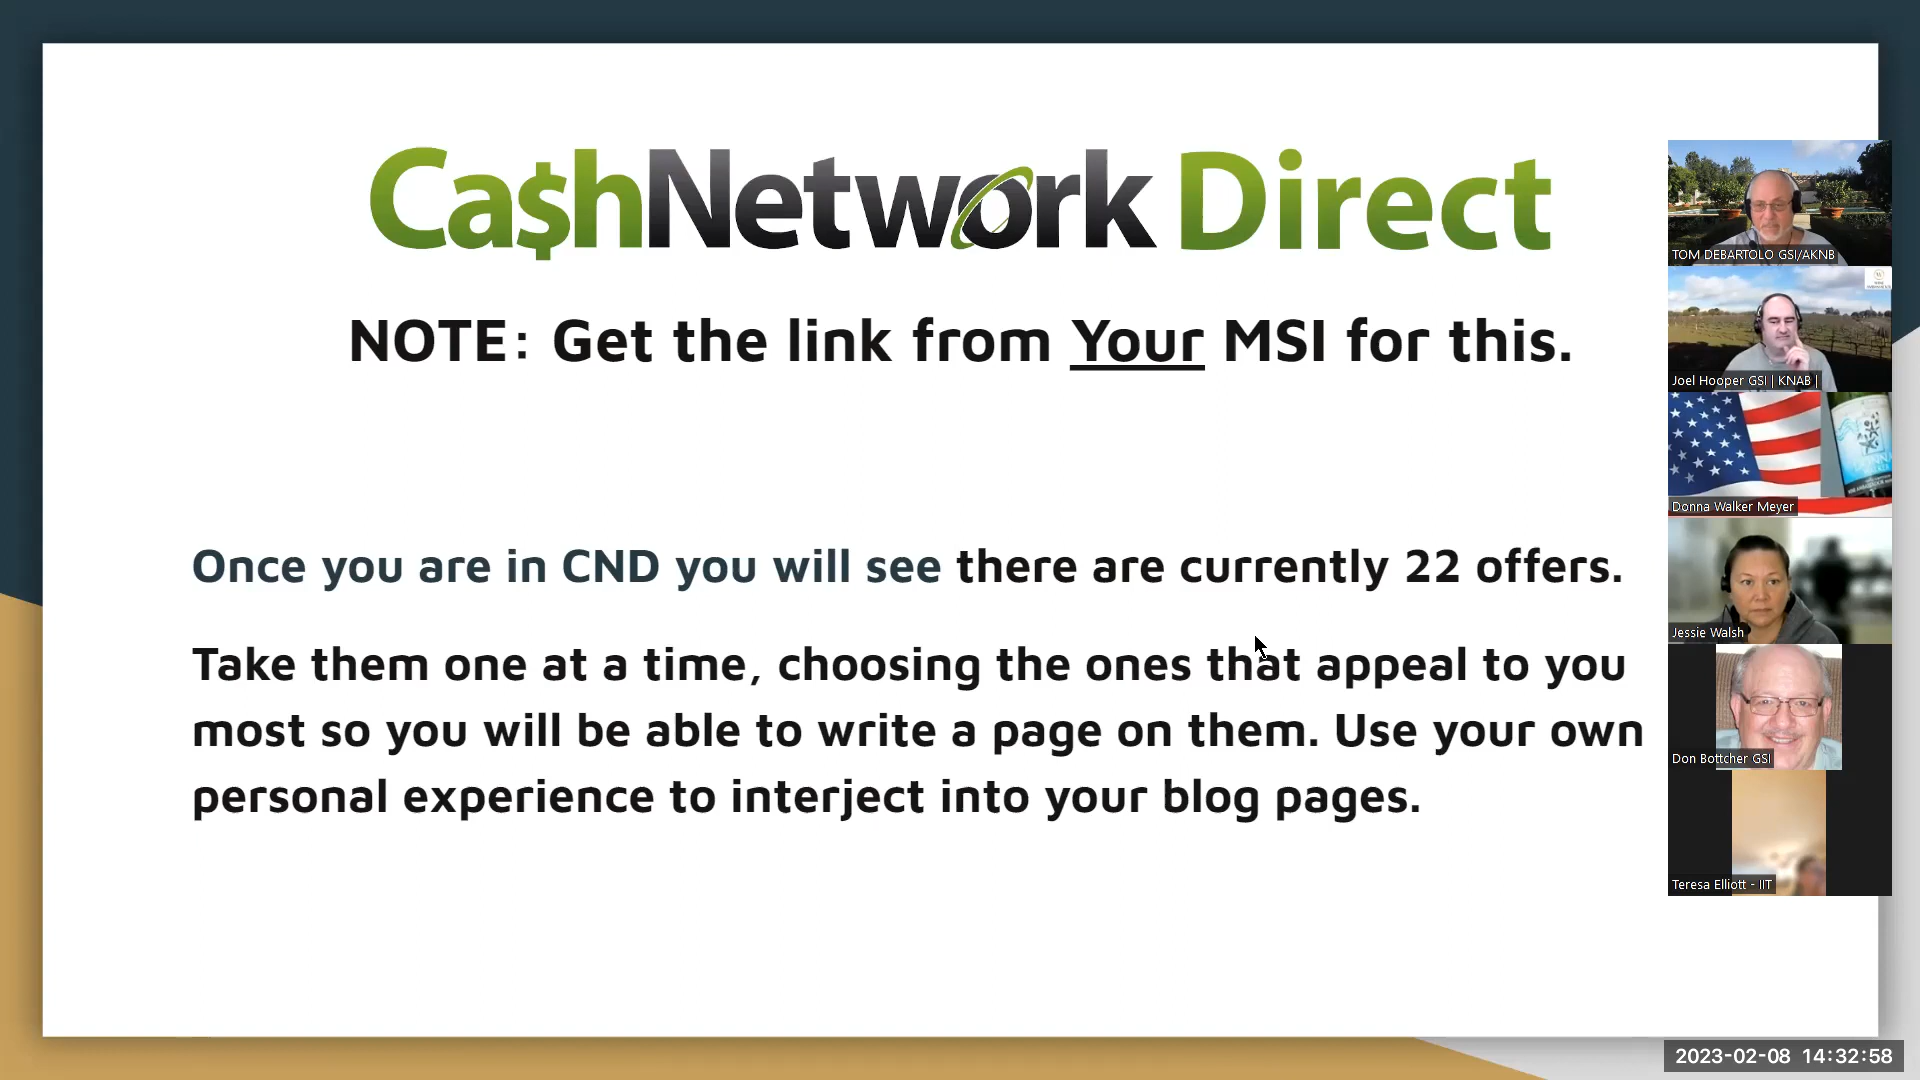 Ca$hNetwork Direct
NOTE: Get the link from Your MSI for this.
Once you are in CND you will see there are currently 22 offers.
Take them one at a time, choosing the ones that appeal to you
most so you will be able to write a page on them. Use your own
personal experience to interject into your blog pages.
TOM DEBARTOLO GSI/AKNB
Joel Hooper GSI | KNAB |
Donna Walker Meyer
Jessie Walsh
Don Bottcher GSI
Teresa Elliott - IIT
2023-02-08 14:32:58